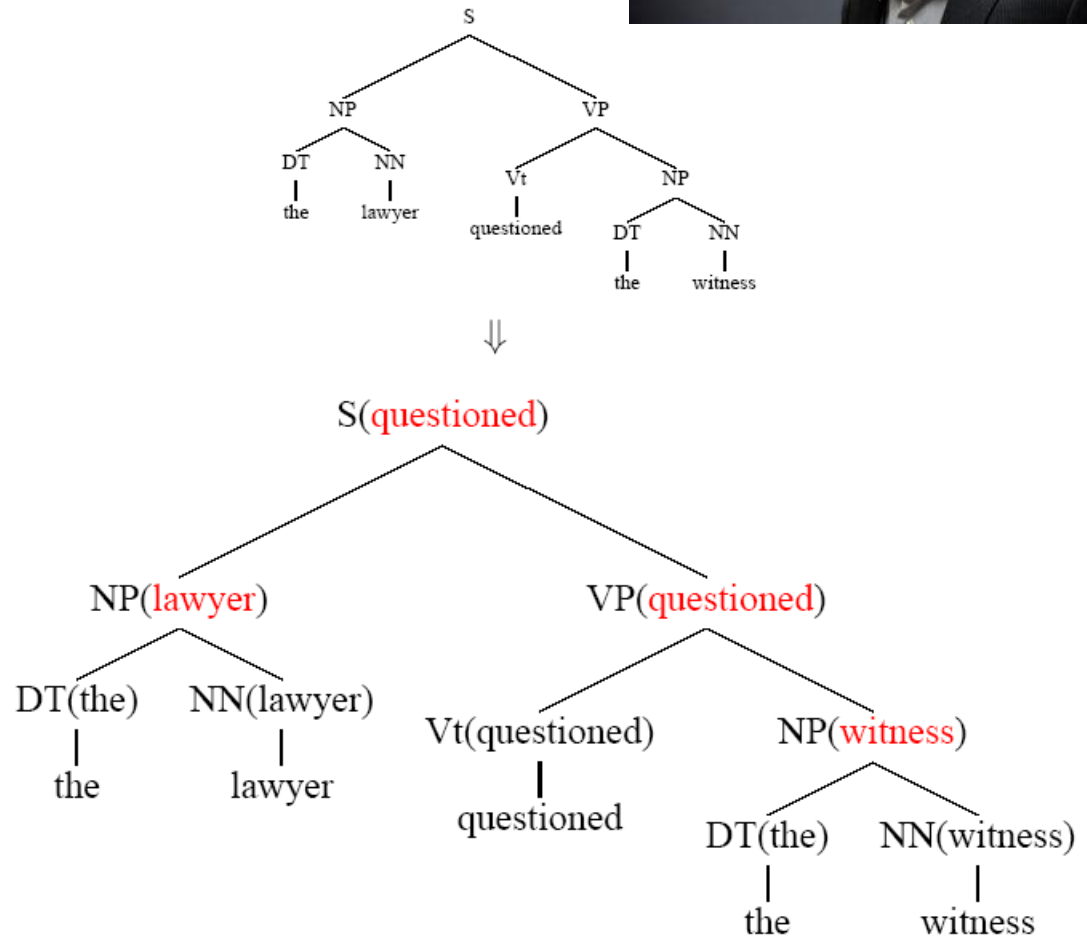 S
NP VP
DT NN Vt NP
the lawyer questioned DT NN
the witness
⇓
S(questioned)
NP(lawyer) VP(questioned)
DT(the) NN(lawyer) Vt(questioned) NP(witness)
the lawyer questioned DT(the) NN(witness)
the witness